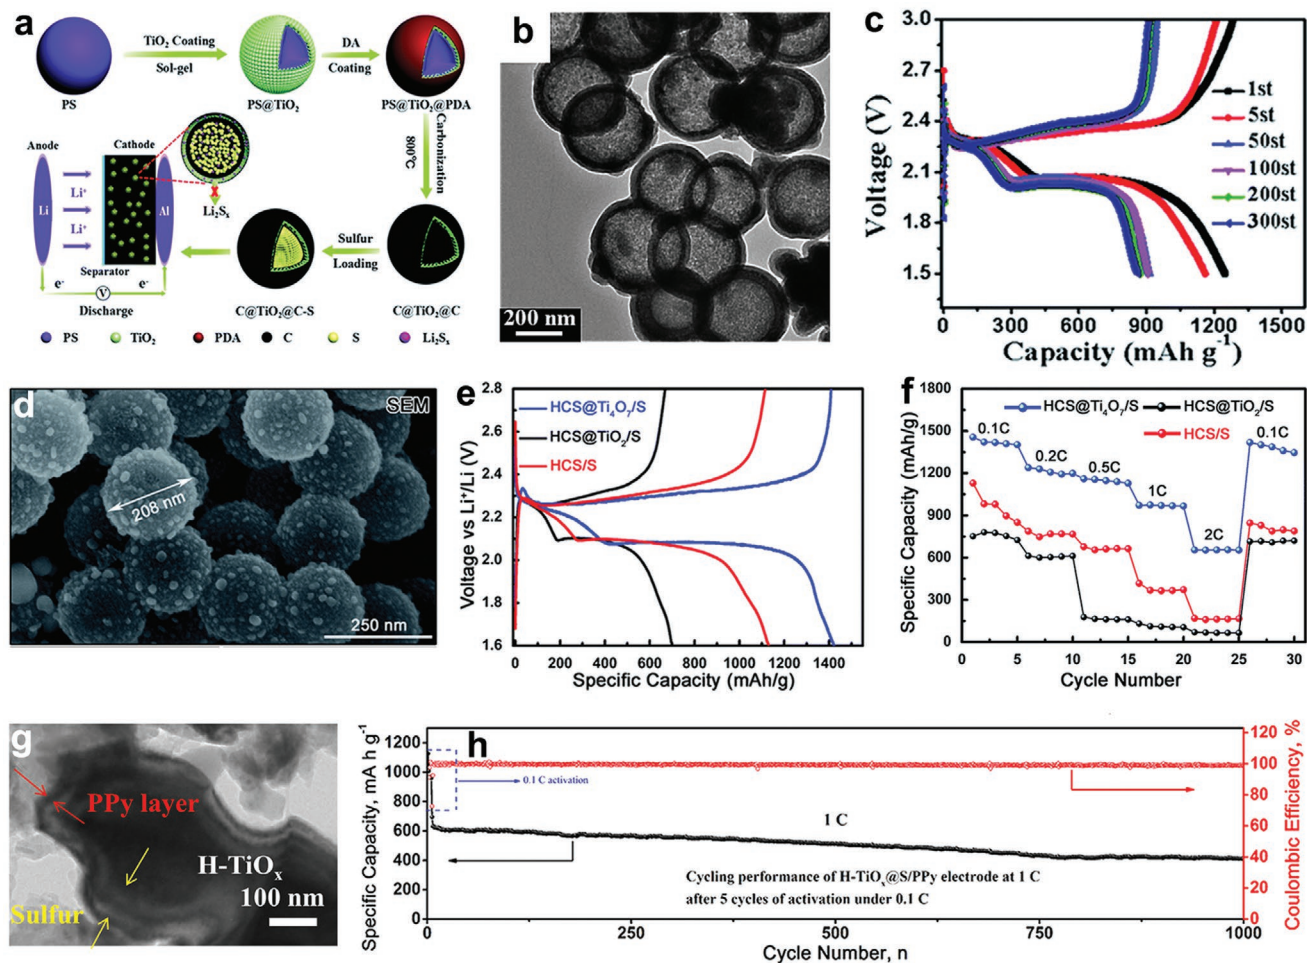 a
TiO₂ Coating
Sol-gel
DA
Coating
PS
PS@TiO₂
PS@TiO₂@PDA
Carbonization
800°C
Anode
Cathode
Li⁺
Li⁺
Li⁺
Li
Al
Li₂Sₓ
Separator
e⁻
V
e⁻
Discharge
Sulfur
Loading
C@TiO₂@C-S
C@TiO₂@C
PS
TiO₂
PDA
C
S
Li₂Sₓ
b
200 nm
c
Voltage (V)
3.0
2.7
2.4
2.1
1.8
1.5
1st
5st
50st
100st
200st
300st
0 300 600 900 1200 1500
Capacity (mAh g⁻¹)
d
SEM
208 nm
250 nm
e
Voltage vs Li⁺/Li (V)
2.8
2.6
2.4
2.2
2.0
1.8
1.6
HCS@Ti₄O₇/S
HCS@TiO₂/S
HCS/S
0 200 400 600 800 1000 1200 1400
Specific Capacity (mAh/g)
f
Specific Capacity (mAh/g)
1800
1500
1200
900
600
300
0
HCS@Ti₄O₇/S
HCS@TiO₂/S
HCS/S
0.1C
0.2C
0.5C
1C
2C
0.1C
0 5 10 15 20 25 30
Cycle Number
g
PPy layer
H-TiOₓ
100 nm
Sulfur
h
Specific Capacity, mA h g⁻¹
1200
1000
800
600
400
200
0
0.1 C activation
1 C
Cycling performance of H-TiOₓ@S/PPy electrode at 1 C
after 5 cycles of activation under 0.1 C
120
100
80
60
40
20
0
Coulombic Efficiency, %
0 250 500 750 1000
Cycle Number, n